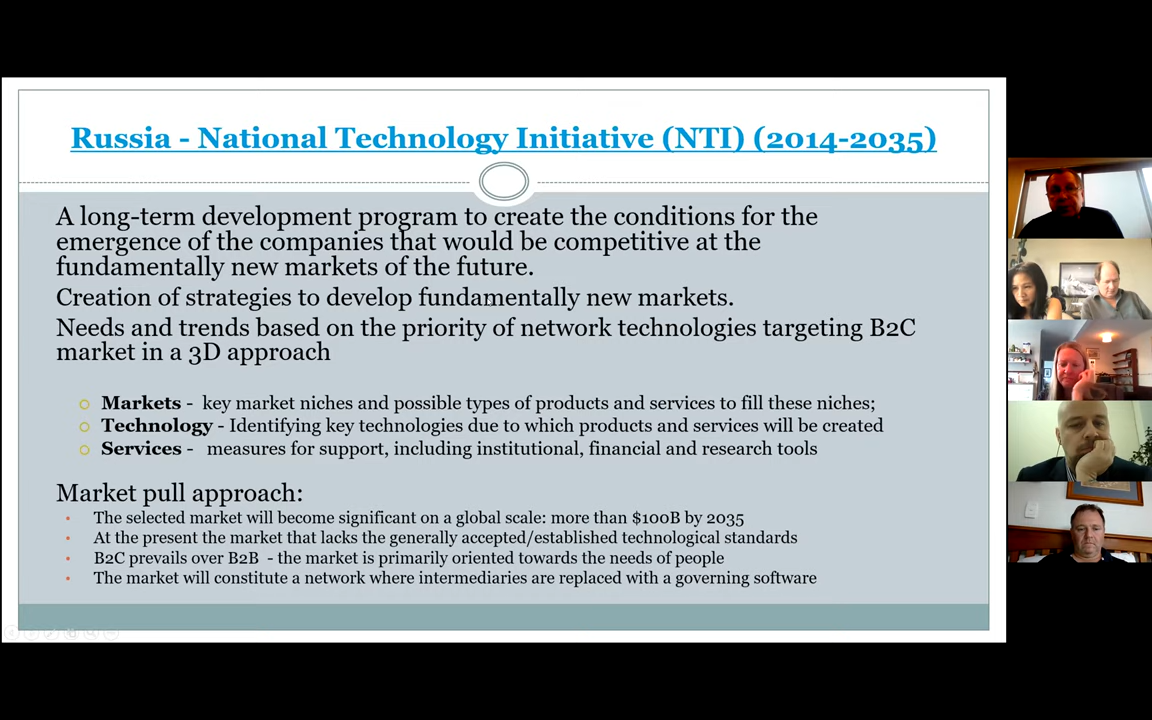 Russia - National Technology Initiative (NTI) (2014-2035)
A long-term development program to create the conditions for the
emergence of the companies that would be competitive at the
fundamentally new markets of the future.
Creation of strategies to develop fundamentally new markets.
Needs and trends based on the priority of network technologies targeting B2C
market in a 3D approach
Markets - key market niches and possible types of products and services to fill these niches;
Technology - Identifying key technologies due to which products and services will be created
Services - measures for support, including institutional, financial and research tools
Market pull approach:
The selected market will become significant on a global scale: more than $100B by 2035
At the present the market that lacks the generally accepted/established technological standards
B2C prevails over B2B - the market is primarily oriented towards the needs of people
The market will constitute a network where intermediaries are replaced with a governing software